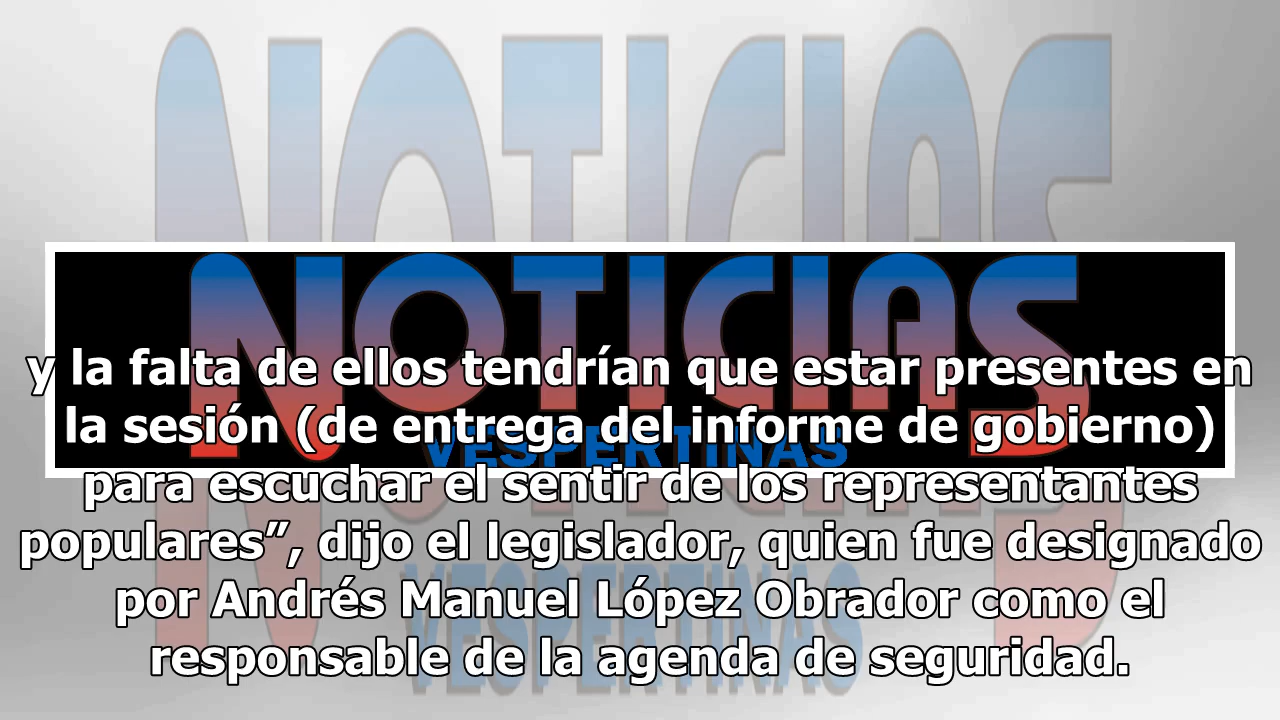 NOTICIAS
NOTICIAS
VESPERTINAS
y la falta de ellos tendrían que estar presentes en
la sesión (de entrega del informe de gobierno)
para escuchar el sentir de los representantes
populares”, dijo el legislador, quien fue designado
por Andrés Manuel López Obrador como el
responsable de la agenda de seguridad.
VESPERTINAS